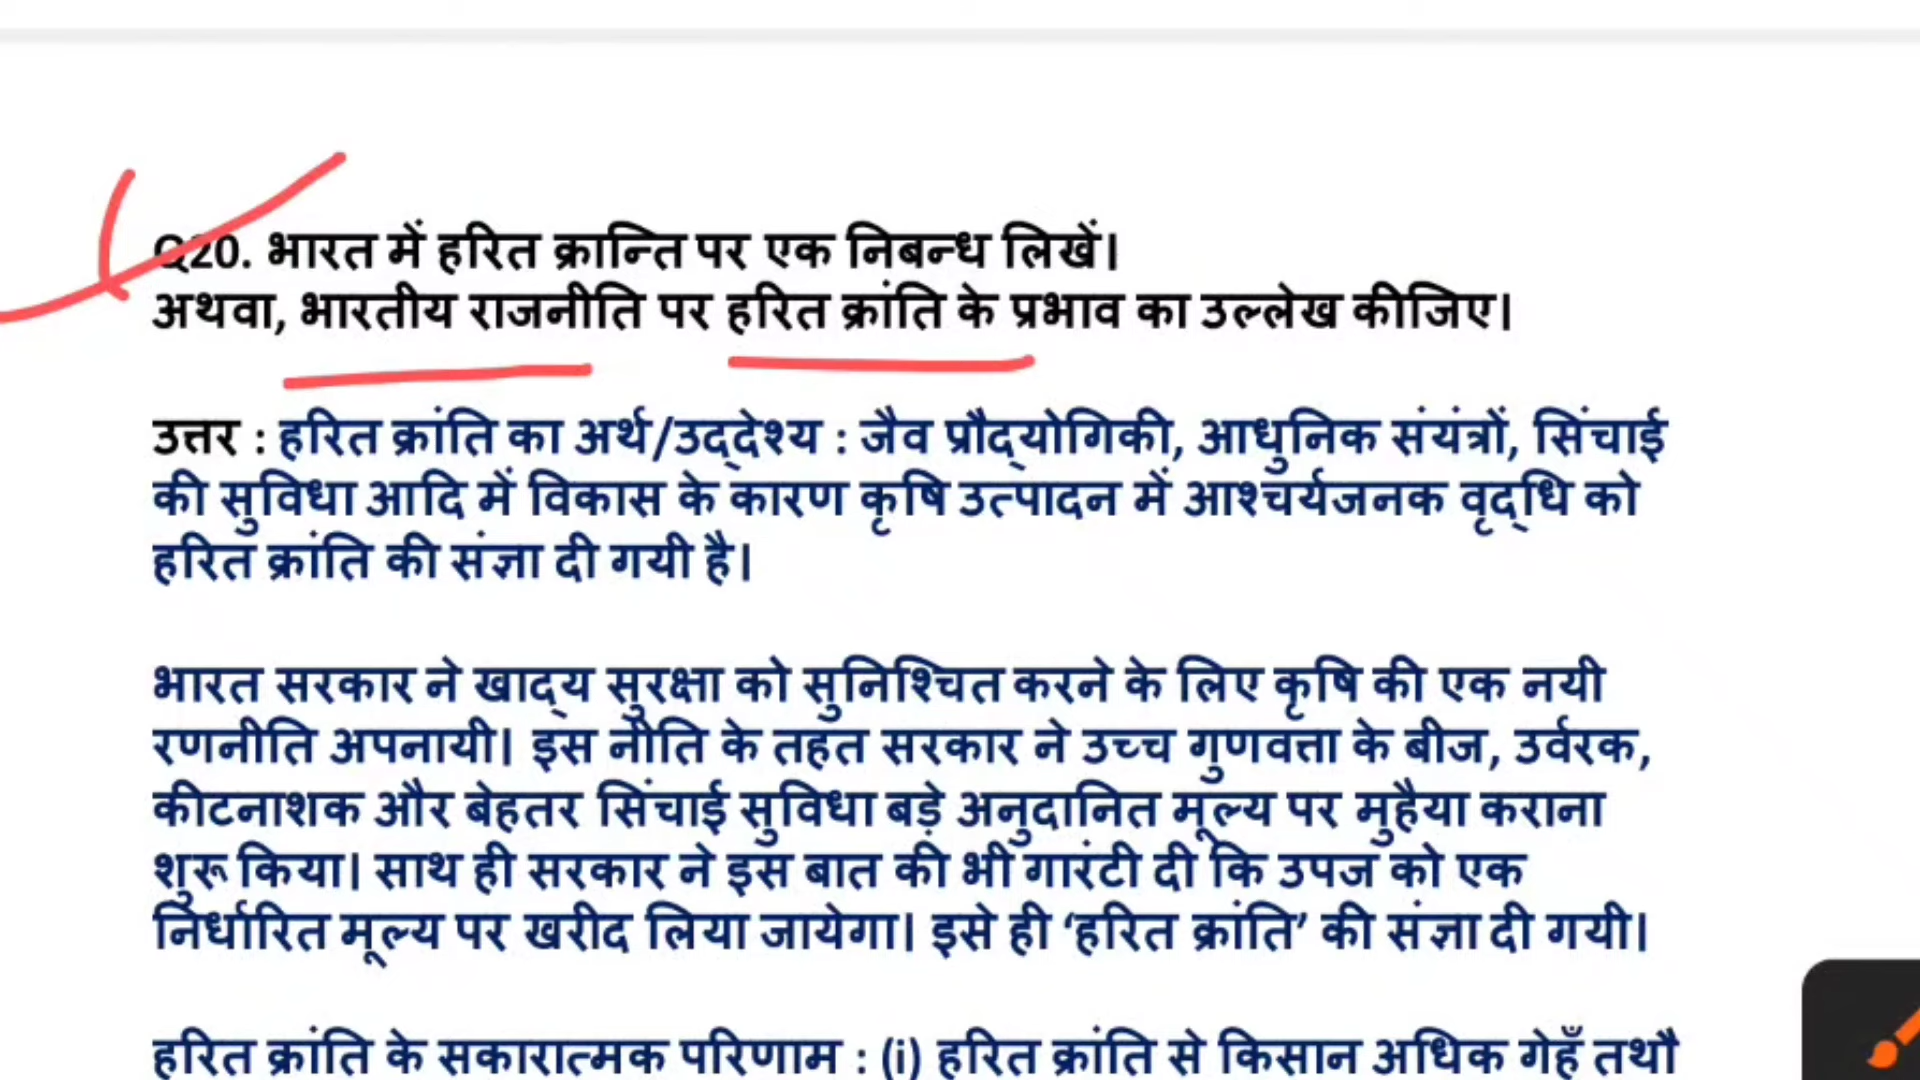 Q20. भारत में हरित क्रान्ति पर एक निबन्ध लिखें।
अथवा, भारतीय राजनीति पर हरित क्रांति के प्रभाव का उल्लेख कीजिए।
उत्तर : हरित क्रांति का अर्थ/उद्देश्य : जैव प्रौद्योगिकी, आधुनिक संयंत्रों, सिंचाई
की सुविधा आदि में विकास के कारण कृषि उत्पादन में आश्चर्यजनक वृद्धि को
हरित क्रांति की संज्ञा दी गयी है।
भारत सरकार ने खाद्य सुरक्षा को सुनिश्चित करने के लिए कृषि की एक नयी
रणनीति अपनायी। इस नीति के तहत सरकार ने उच्च गुणवत्ता के बीज, उर्वरक,
कीटनाशक और बेहतर सिंचाई सुविधा बड़े अनुदानित मूल्य पर मुहैया कराना
शुरू किया। साथ ही सरकार ने इस बात की भी गारंटी दी कि उपज को एक
निर्धारित मूल्य पर खरीद लिया जायेगा। इसे ही ‘हरित क्रांति’ की संज्ञा दी गयी।
हरित क्रांति के सकारात्मक परिणाम : (i) हरित क्रांति से किसान अधिक गेहूँ तथौ